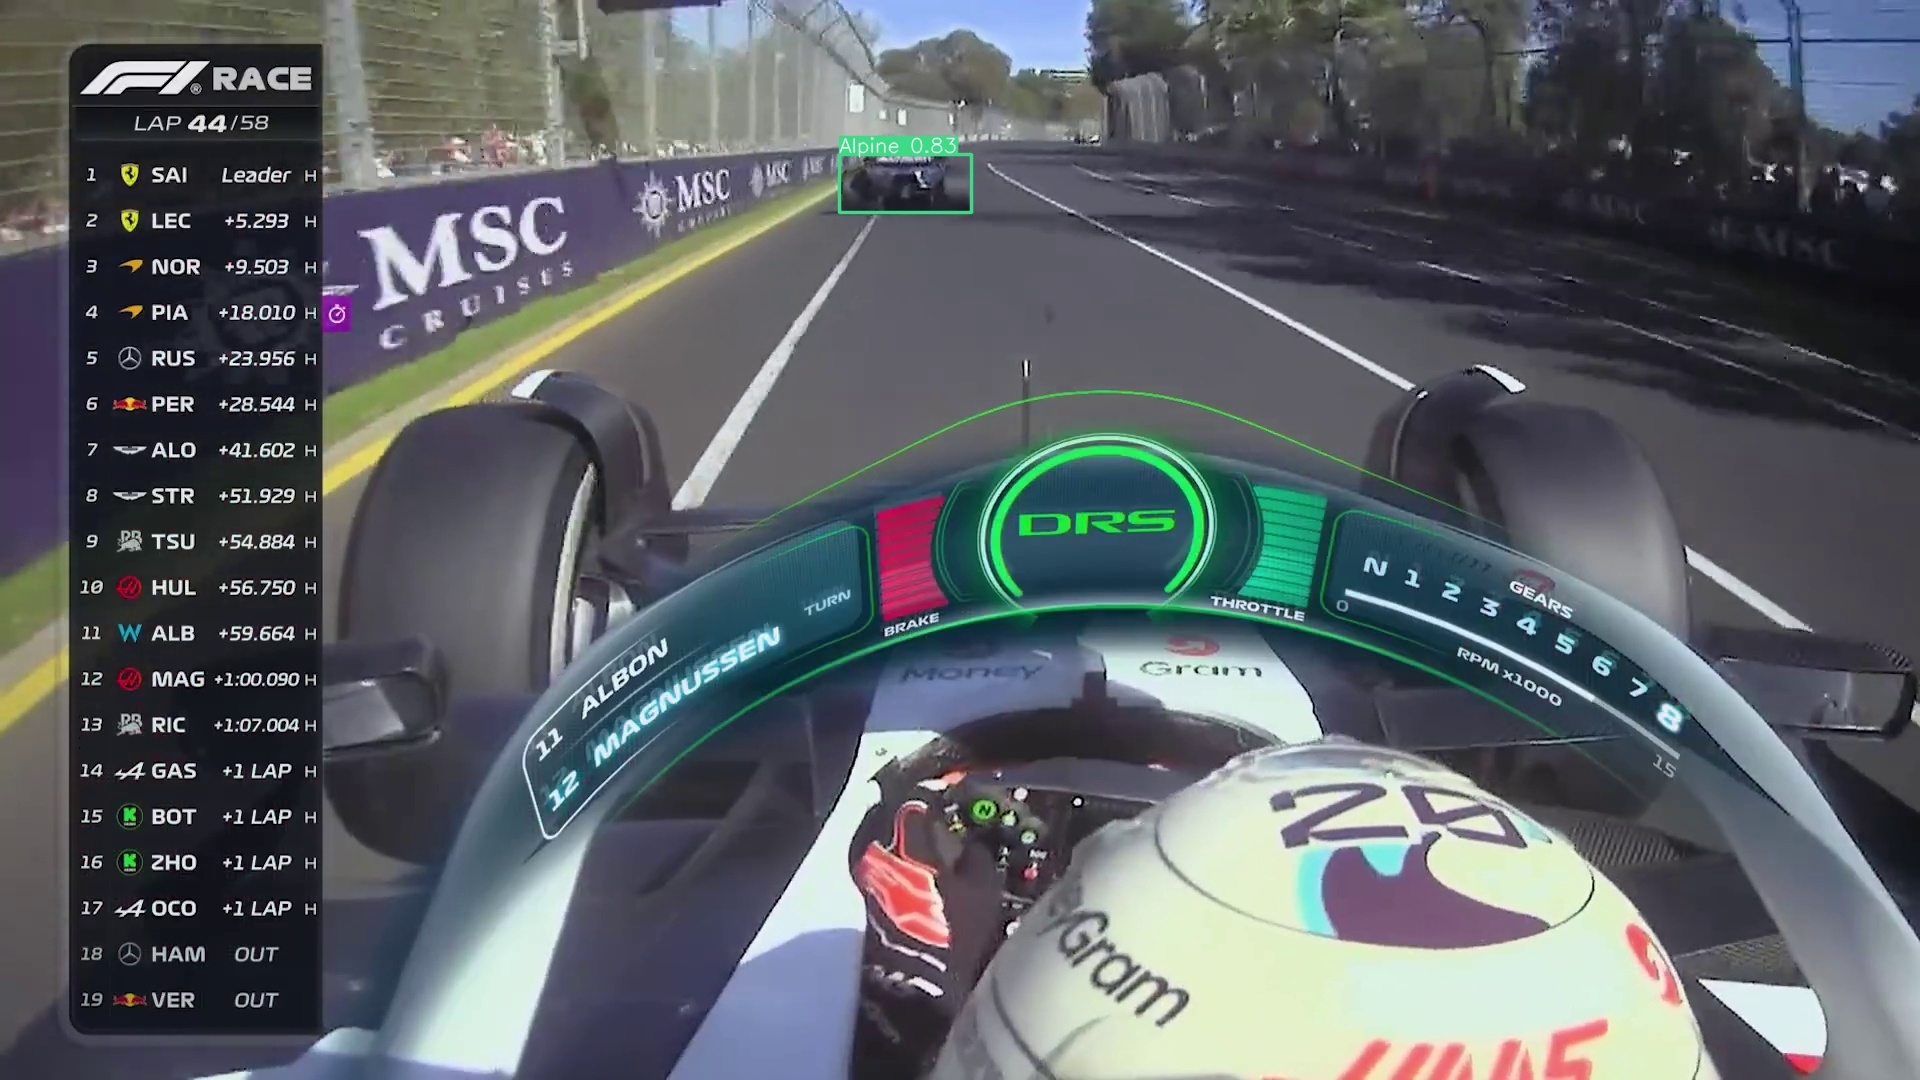 F1 RACE
LAP 44/58
1 SAI Leader H
2 LEC +5.293 H
3 NOR +9.503 H
4 PIA +18.010 H
5 RUS +23.956 H
6 PER +28.544 H
7 ALO +41.602 H
8 STR +51.929 H
9 TSU +54.884 H
10 HUL +56.750 H
11 ALB +59.664 H
12 MAG +1:00.090 H
13 RIC +1:07.004 H
14 GAS +1 LAP H
15 BOT +1 LAP H
16 ZHO +1 LAP H
17 OCO +1 LAP H
18 HAM OUT
19 VER OUT
Alpine 0.83
MSC
CRUISES
MSC
MSC
DRS
TURN
BRAKE
THROTTLE
11 ALBON
12 MAGNUSSEN
N 1 2 3 4 5 6 7 8
GEARS
0
RPM x1000
15
Money
Gram
N
20
yGram